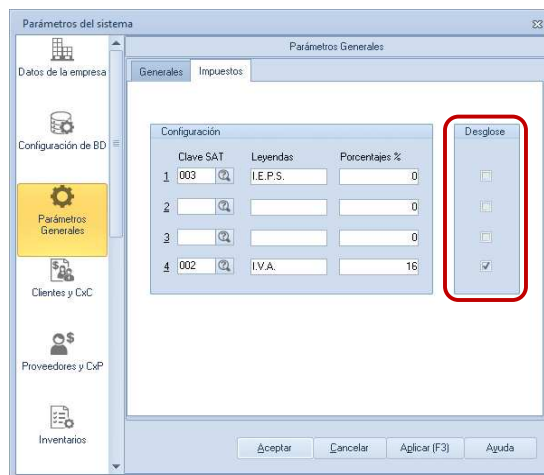 Parámetros del sistema
Datos de la empresa
Configuración de BD
Parámetros
Generales
Clientes y CxC
Proveedores y CxP
Inventarios
Parámetros Generales
Generales Impuestos
Configuración Desglose
Clave SAT Leyendas Porcentajes %
1 003 I.E.P.S. 0
2 0
3 0
4 002 I.V.A. 16
Aceptar Cancelar Aplicar (F3) Ayuda